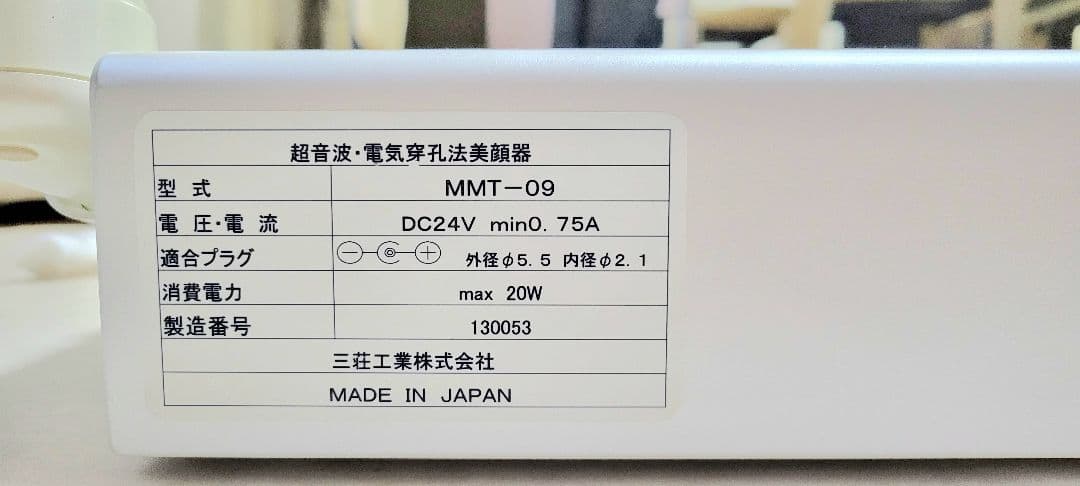 超音波・電気穿孔法美顔器
型 式 MMT-09
電 圧・電 流 DC24V min0.75A
適合プラグ 外径φ5.5 内径φ2.1
消費電力 max 20W
製造番号 130053
三荘工業株式会社
MADE IN JAPAN